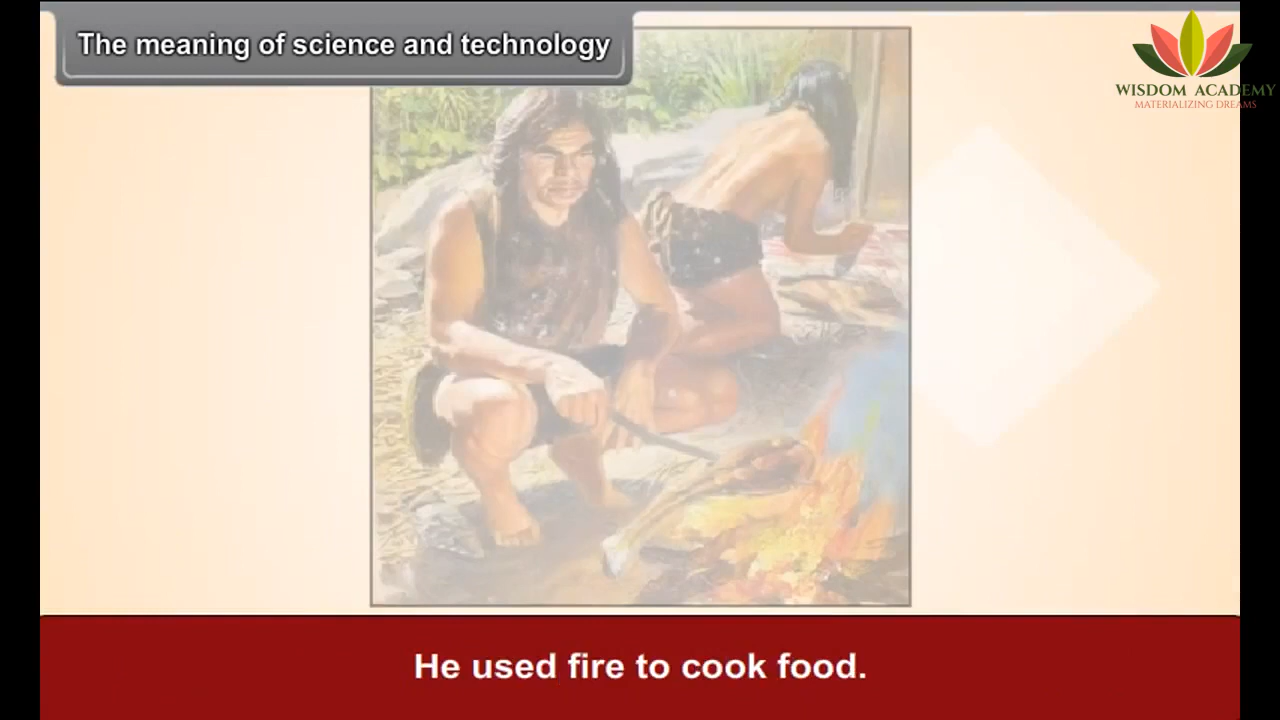 The meaning of science and technology
WISDOM ACADEMY
MATERIALIZING DREAMS
He used fire to cook food.